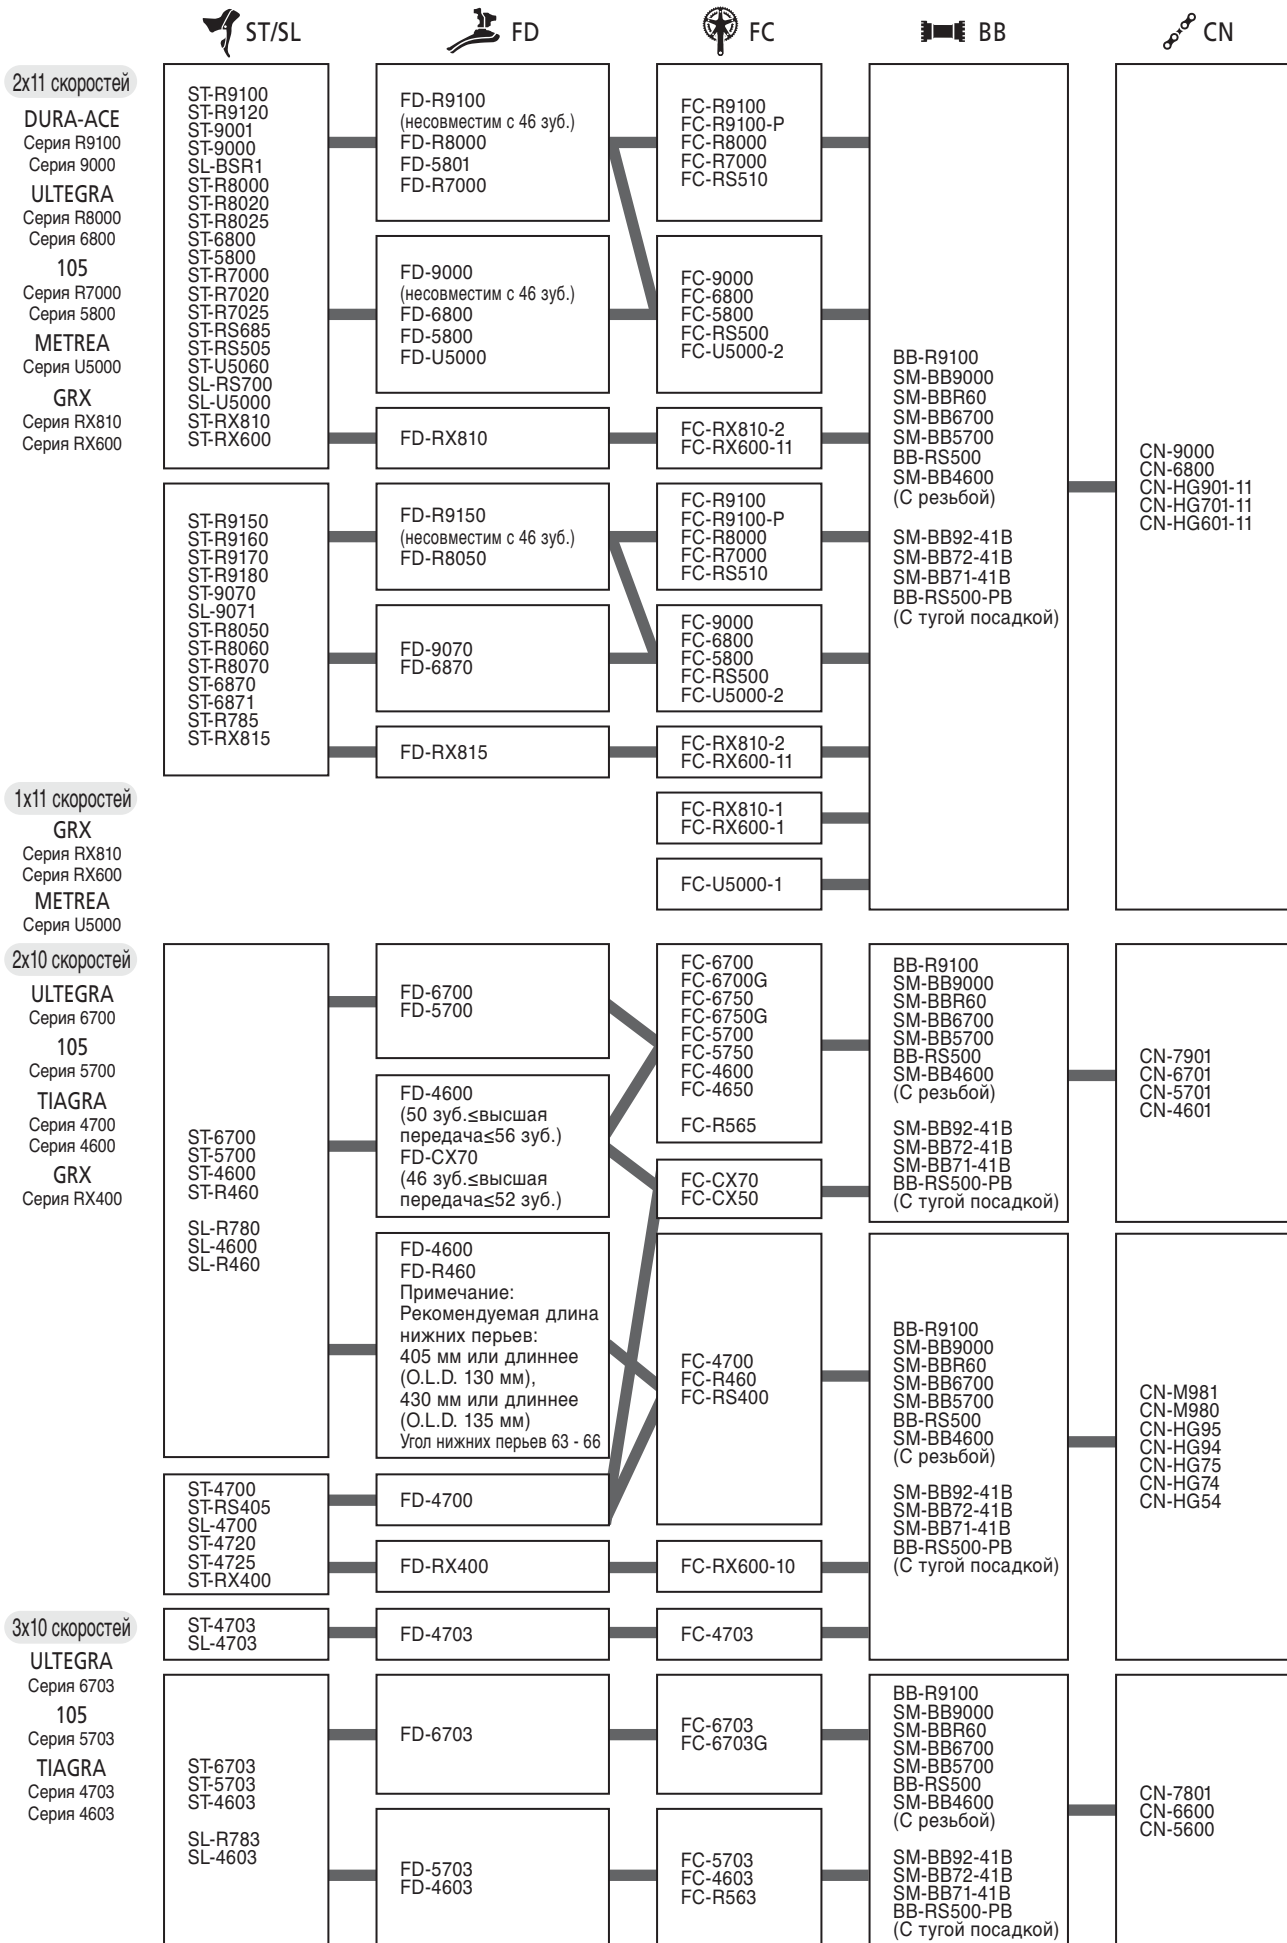 ST/SL
FD
FC
BB
CN
2x11 скоростей
DURA-ACE
Серия R9100
Серия 9000
ULTEGRA
Серия R8000
Серия 6800
105
Серия R7000
Серия 5800
METREA
Серия U5000
GRX
Серия RX810
Серия RX600
ST-R9100
ST-R9120
ST-9001
ST-9000
SL-BSR1
ST-R8000
ST-R8020
ST-R8025
ST-6800
ST-5800
ST-R7000
ST-R7020
ST-R7025
ST-RS685
ST-RS505
ST-U5060
SL-RS700
SL-U5000
ST-RX810
ST-RX600
FD-R9100
(несовместим с 46 зуб.)
FD-R8000
FD-5801
FD-R7000
FC-R9100
FC-R9100-P
FC-R8000
FC-R7000
FC-RS510
FD-9000
(несовместим с 46 зуб.)
FD-6800
FD-5800
FD-U5000
FC-9000
FC-6800
FC-5800
FC-RS500
FC-U5000-2
FD-RX810
FC-RX810-2
FC-RX600-11
ST-R9150
ST-R9160
ST-R9170
ST-R9180
ST-9070
SL-9071
ST-R8050
ST-R8060
ST-R8070
ST-6870
ST-6871
ST-R785
ST-RX815
FD-R9150
(несовместим с 46 зуб.)
FD-R8050
FC-R9100
FC-R9100-P
FC-R8000
FC-R7000
FC-RS510
FD-9070
FD-6870
FC-9000
FC-6800
FC-5800
FC-RS500
FC-U5000-2
FD-RX815
FC-RX810-2
FC-RX600-11
BB-R9100
SM-BB9000
SM-BBR60
SM-BB6700
SM-BB5700
BB-RS500
SM-BB4600
(С резьбой)
SM-BB92-41B
SM-BB72-41B
SM-BB71-41B
BB-RS500-PB
(С тугой посадкой)
CN-9000
CN-6800
CN-HG901-11
CN-HG701-11
CN-HG601-11
1x11 скоростей
GRX
Серия RX810
Серия RX600
METREA
Серия U5000
FC-RX810-1
FC-RX600-1
FC-U5000-1
2x10 скоростей
ULTEGRA
Серия 6700
105
Серия 5700
TIAGRA
Серия 4700
Серия 4600
GRX
Серия RX400
ST-6700
ST-5700
ST-4600
ST-R460
SL-R780
SL-4600
SL-R460
FD-6700
FD-5700
FD-4600
(50 зуб.≤высшая
передача≤56 зуб.)
FD-CX70
(46 зуб.≤высшая
передача≤52 зуб.)
FD-4600
FD-R460
Примечание:
Рекомендуемая длина
нижних перьев:
405 мм или длиннее
(O.L.D. 130 мм),
430 мм или длиннее
(O.L.D. 135 мм)
Угол нижних перьев 63 - 66
FC-6700
FC-6700G
FC-6750
FC-6750G
FC-5700
FC-5750
FC-4600
FC-4650
FC-R565
FC-CX70
FC-CX50
BB-R9100
SM-BB9000
SM-BBR60
SM-BB6700
SM-BB5700
BB-RS500
SM-BB4600
(С резьбой)
SM-BB92-41B
SM-BB72-41B
SM-BB71-41B
BB-RS500-PB
(С тугой посадкой)
CN-7901
CN-6701
CN-5701
CN-4601
FC-4700
FC-R460
FC-RS400
ST-4700
ST-RS405
SL-4700
ST-4720
ST-4725
ST-RX400
FD-4700
FD-RX400
FC-RX600-10
BB-R9100
SM-BB9000
SM-BBR60
SM-BB6700
SM-BB5700
BB-RS500
SM-BB4600
(С резьбой)
SM-BB92-41B
SM-BB72-41B
SM-BB71-41B
BB-RS500-PB
(С тугой посадкой)
CN-M981
CN-M980
CN-HG95
CN-HG94
CN-HG75
CN-HG74
CN-HG54
3x10 скоростей
ULTEGRA
Серия 6703
105
Серия 5703
TIAGRA
Серия 4703
Серия 4603
ST-4703
SL-4703
FD-4703
FC-4703
ST-6703
ST-5703
ST-4603
SL-R783
SL-4603
FD-6703
FC-6703
FC-6703G
FD-5703
FD-4603
FC-5703
FC-4603
FC-R563
BB-R9100
SM-BB9000
SM-BBR60
SM-BB6700
SM-BB5700
BB-RS500
SM-BB4600
(С резьбой)
SM-BB92-41B
SM-BB72-41B
SM-BB71-41B
BB-RS500-PB
(С тугой посадкой)
CN-7801
CN-6600
CN-5600